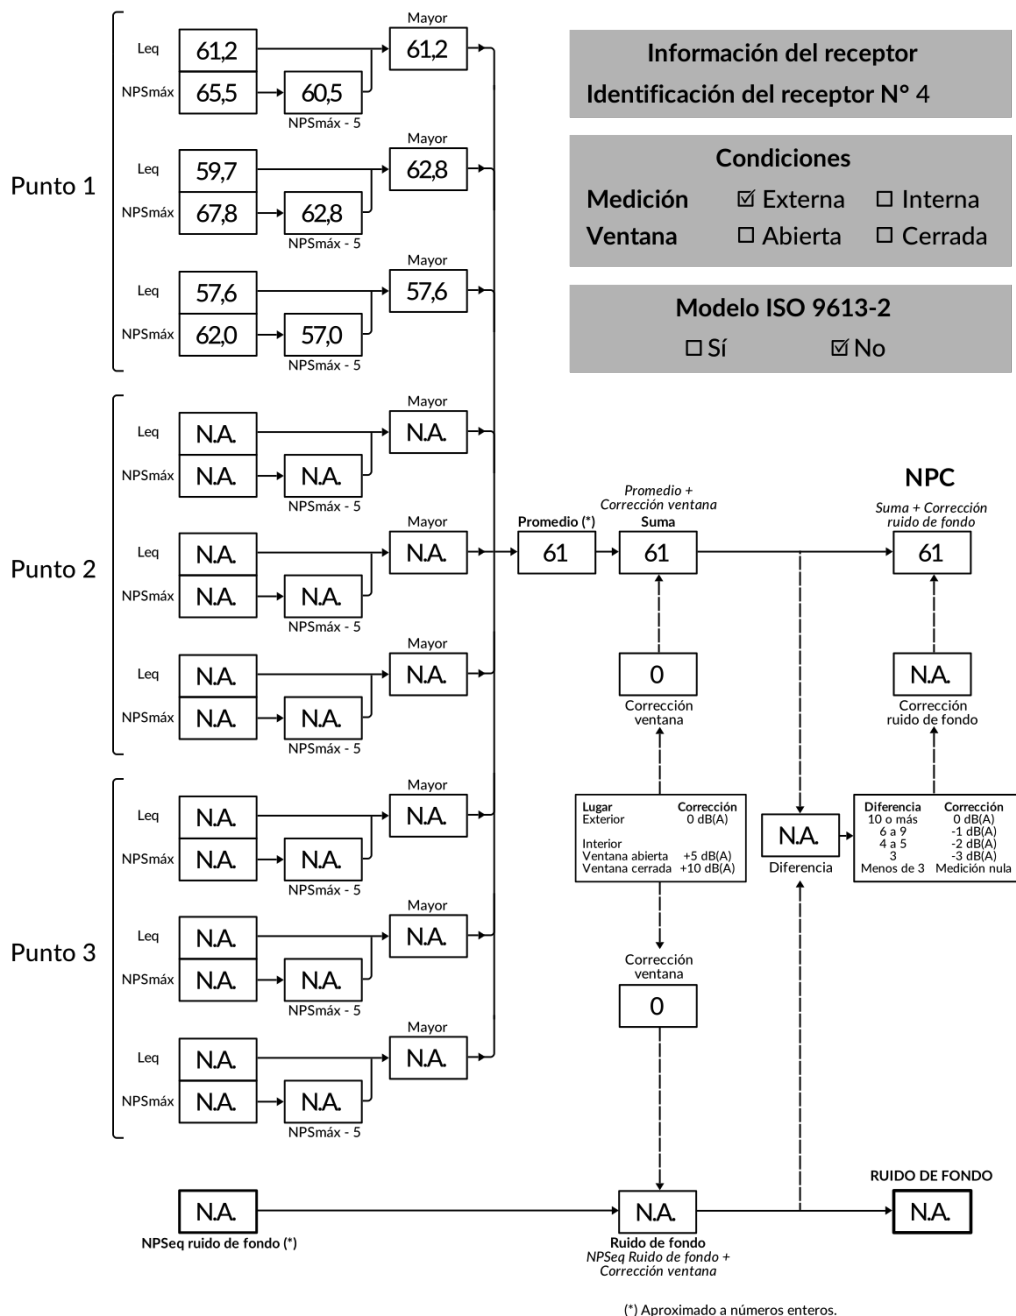 Información del receptor
Identificación del receptor N° 4
Condiciones
Medición ☑ Externa ☐ Interna
Ventana ☐ Abierta ☐ Cerrada
Modelo ISO 9613-2
☐ Sí ☑ No
Punto 1
Mayor
Leq 61,2 61,2
NPSmáx 65,5 60,5
NPSmáx - 5
Mayor
Leq 59,7 62,8
NPSmáx 67,8 62,8
NPSmáx - 5
Mayor
Leq 57,6 57,6
NPSmáx 62,0 57,0
NPSmáx - 5
Punto 2
Mayor
Leq N.A. N.A.
NPSmáx N.A. N.A.
NPSmáx - 5
Mayor
Leq N.A. N.A.
NPSmáx N.A. N.A.
NPSmáx - 5
Mayor
Leq N.A. N.A.
NPSmáx N.A. N.A.
NPSmáx - 5
Punto 3
Mayor
Leq N.A. N.A.
NPSmáx N.A. N.A.
NPSmáx - 5
Mayor
Leq N.A. N.A.
NPSmáx N.A. N.A.
NPSmáx - 5
Mayor
Leq N.A. N.A.
NPSmáx N.A. N.A.
NPSmáx - 5
Promedio (*)
61
Promedio +
Corrección ventana
Suma
61
NPC
Suma + Corrección
ruido de fondo
61
0
Corrección
ventana
N.A.
Corrección
ruido de fondo
Lugar Corrección
Exterior 0 dB(A)
Interior
Ventana abierta +5 dB(A)
Ventana cerrada +10 dB(A)
N.A.
Diferencia
Diferencia Corrección
10 o más 0 dB(A)
6 a 9 -1 dB(A)
4 a 5 -2 dB(A)
3 -3 dB(A)
Menos de 3 Medición nula
Corrección
ventana
0
N.A.
NPSeq ruido de fondo (*)
N.A.
Ruido de fondo
NPSeq Ruido de fondo +
Corrección ventana
RUIDO DE FONDO
N.A.
(*) Aproximado a números enteros.